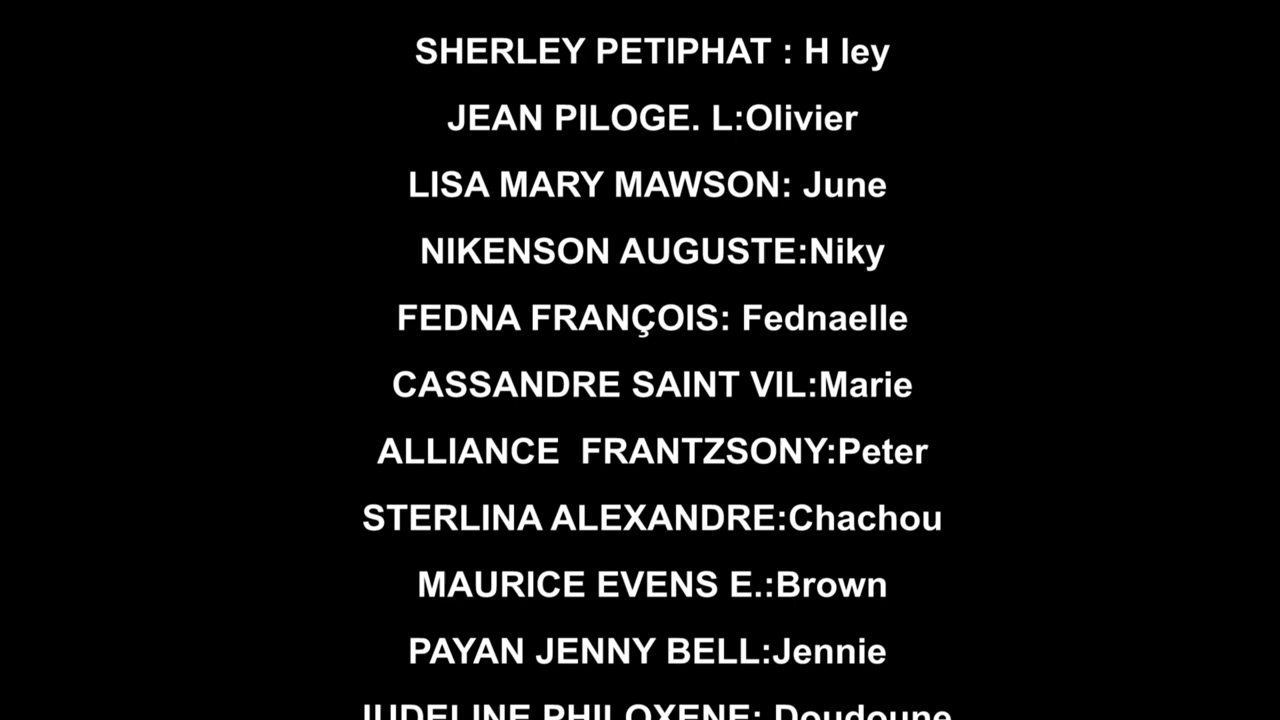 SHERLEY PETIPHAT : H ley
JEAN PILOGE. L:Olivier
LISA MARY MAWSON: June
NIKENSON AUGUSTE:Niky
FEDNA FRANÇOIS: Fednaelle
CASSANDRE SAINT VIL:Marie
ALLIANCE  FRANTZSONY:Peter
STERLINA ALEXANDRE:Chachou
MAURICE EVENS E.:Brown
PAYAN JENNY BELL:Jennie
JUDELINE PHILOXENE: Doudoune